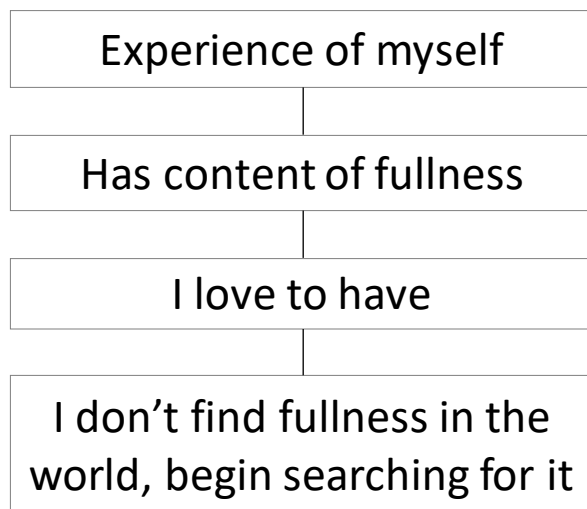 Experience of myself
Has content of fullness
I love to have
I don’t find fullness in the
world, begin searching for it